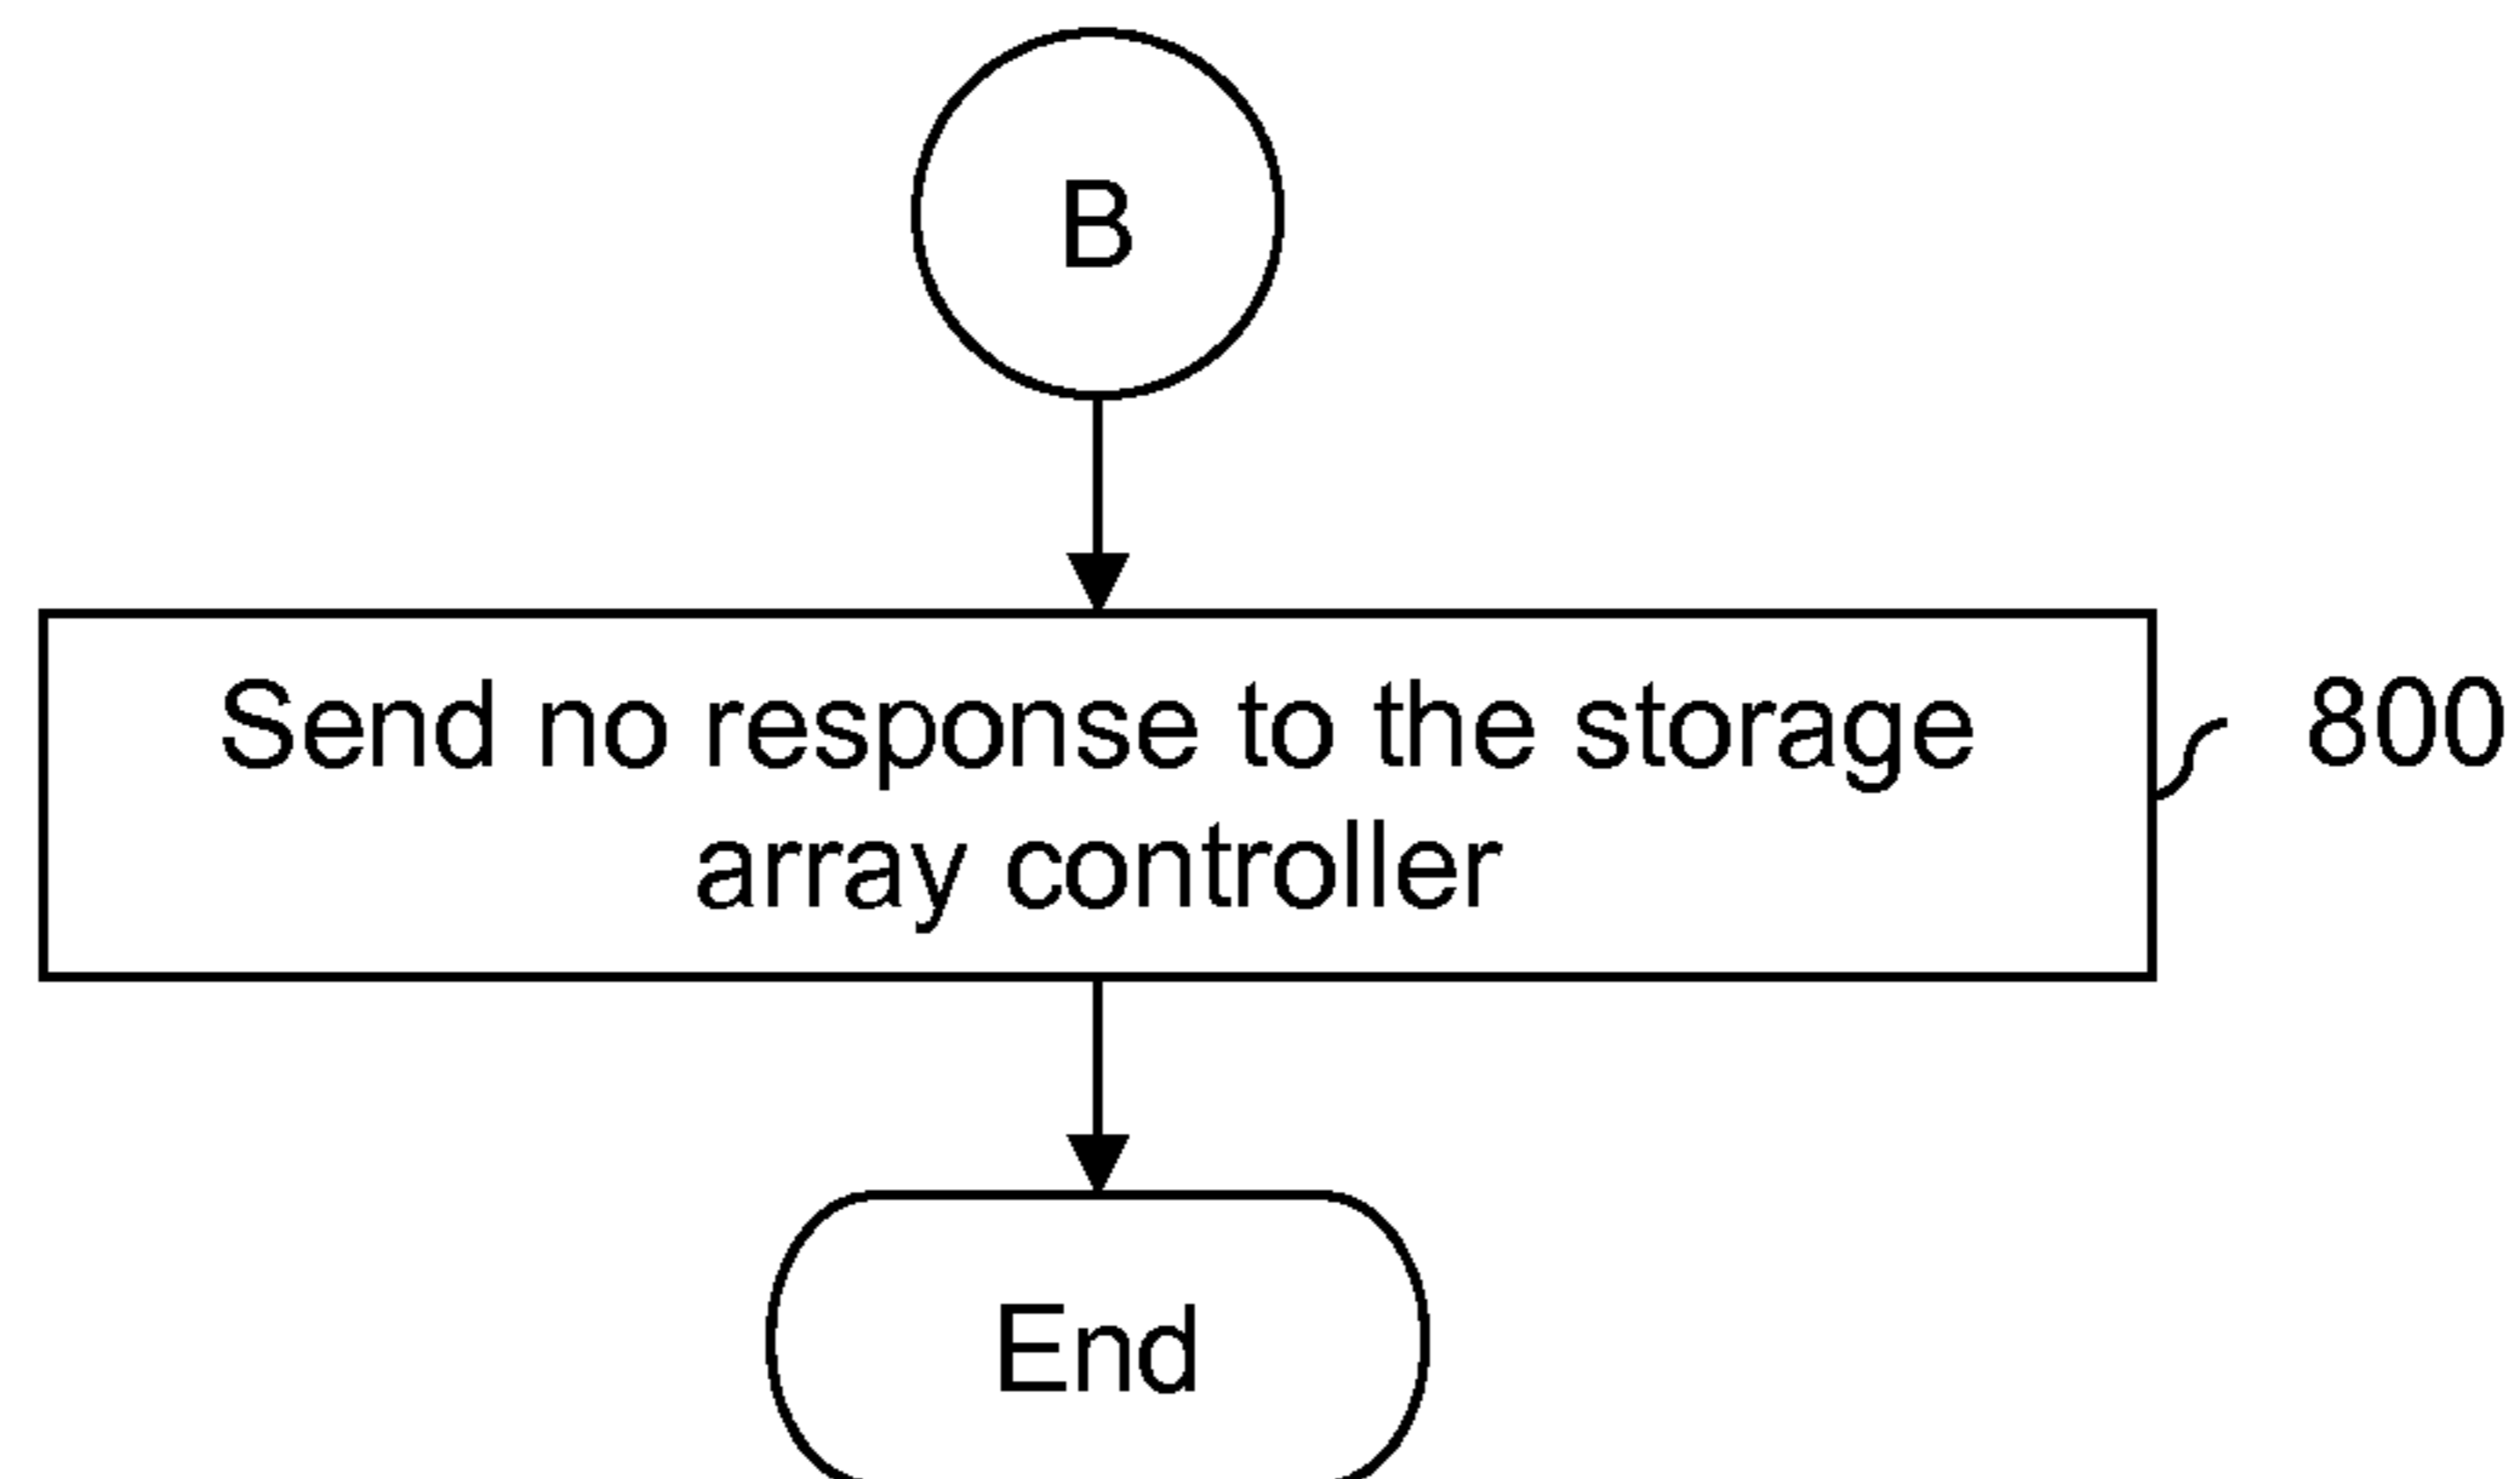 B
Send no response to the storage
array controller
800
End